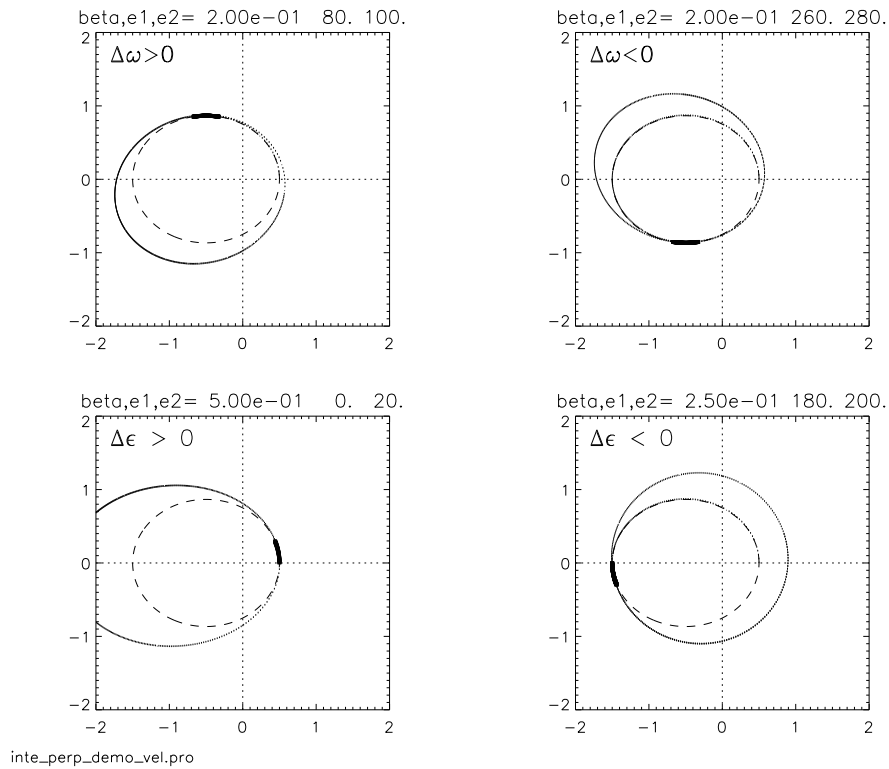 beta,e1,e2= 2.00e-01 80. 100.
beta,e1,e2= 2.00e-01 260. 280.
Δω>0
Δω<0
2
1
0
−1
−2
−2 −1 0 1 2
2
1
0
−1
−2
−2 −1 0 1 2
beta,e1,e2= 5.00e-01 0. 20.
beta,e1,e2= 2.50e-01 180. 200.
Δϵ > 0
Δϵ < 0
2
1
0
−1
−2
−2 −1 0 1 2
2
1
0
−1
−2
−2 −1 0 1 2
inte_perp_demo_vel.pro